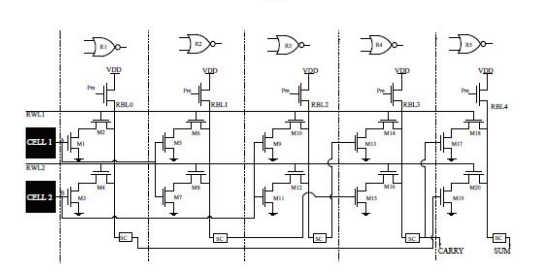 R1 R2 R3 R4 R5
VDD VDD VDD VDD VDD
Pre Pre Pre Pre Pre
RBL0 RBL1 RBL2 RBL3 RBL4
RWL1
M2 M6 M10 M14 M18
CELL 1 M1 M5 M9 M13 M17
RWL2
M4 M8 M12 M16 M20
CELL 2 M3 M7 M11 M15 M19
SC SC SC SC SC
CARRY SUM